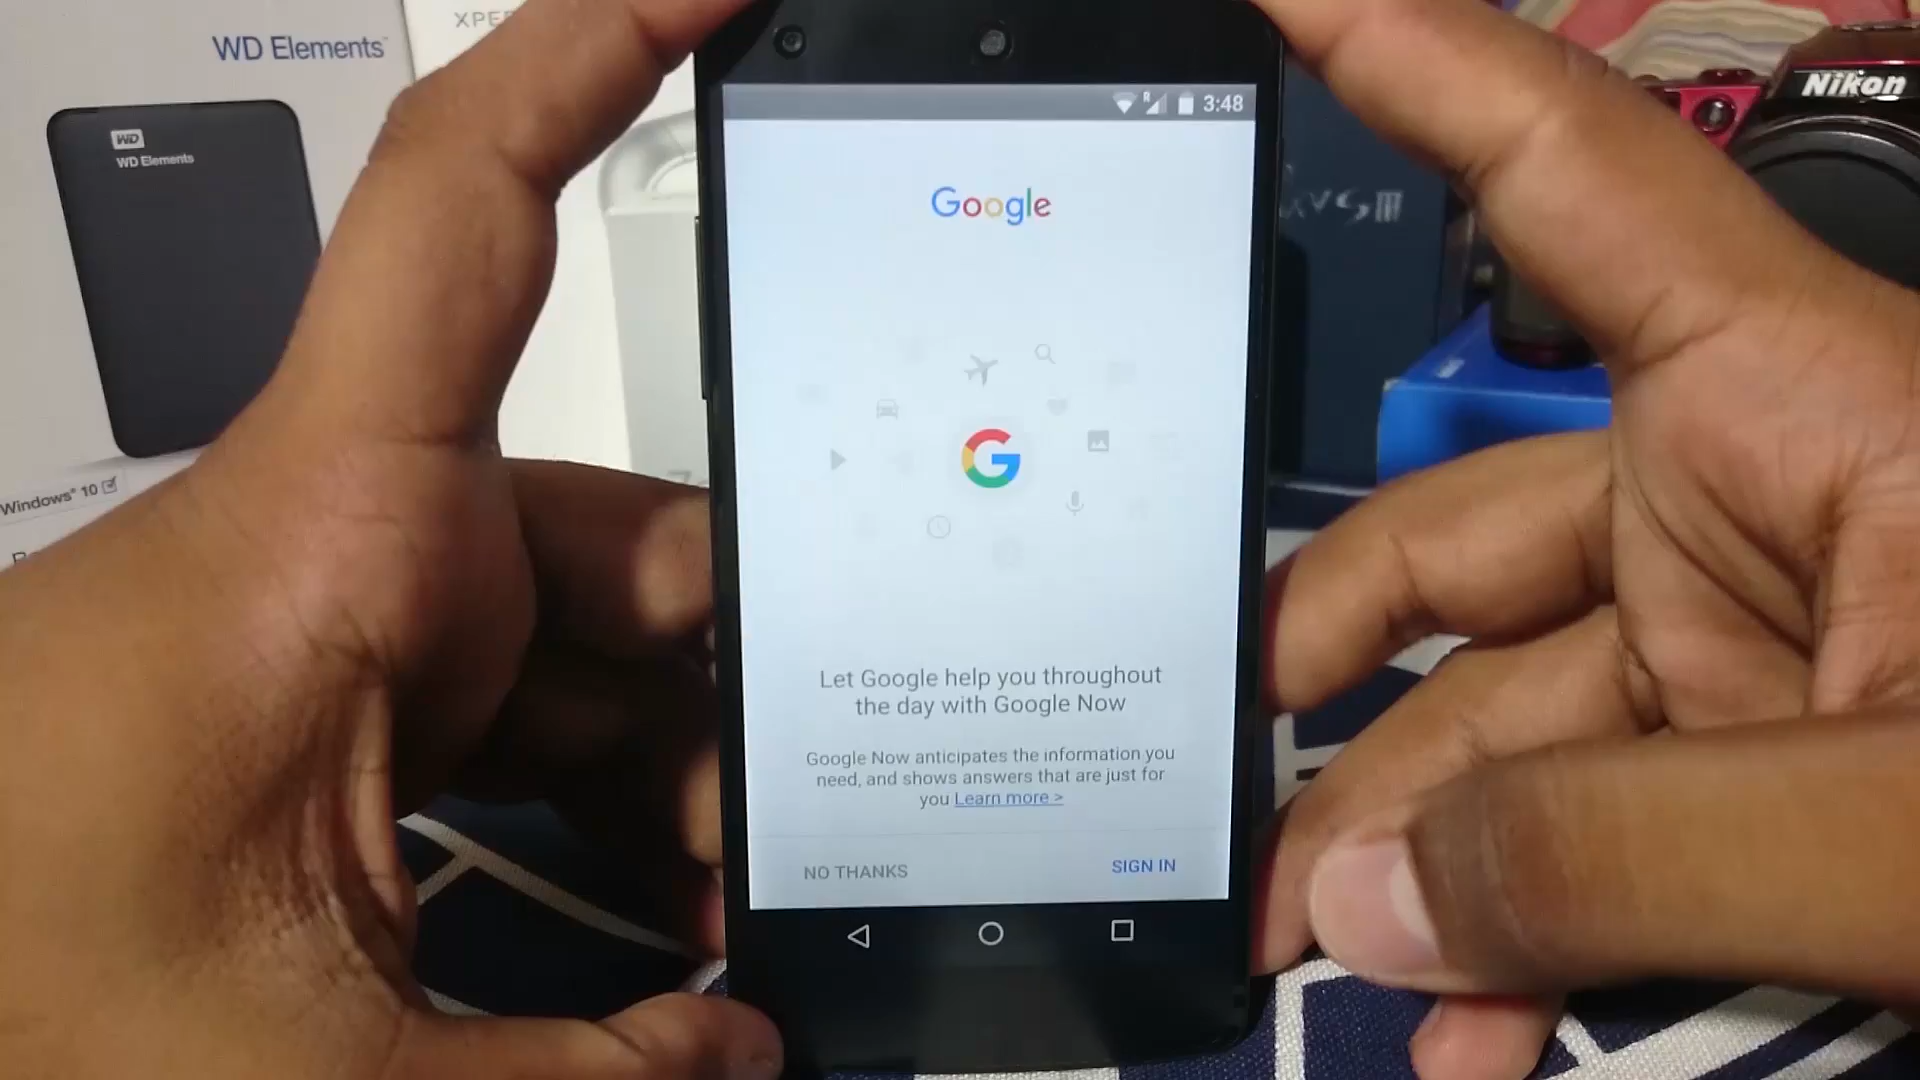 WD Elements
WD
WD Elements
Windows® 10
3:48
R
Google
G
Let Google help you throughout
the day with Google Now
Google Now anticipates the information you
need, and shows answers that are just for
you Learn more >
NO THANKS
SIGN IN
SIII
Nikon